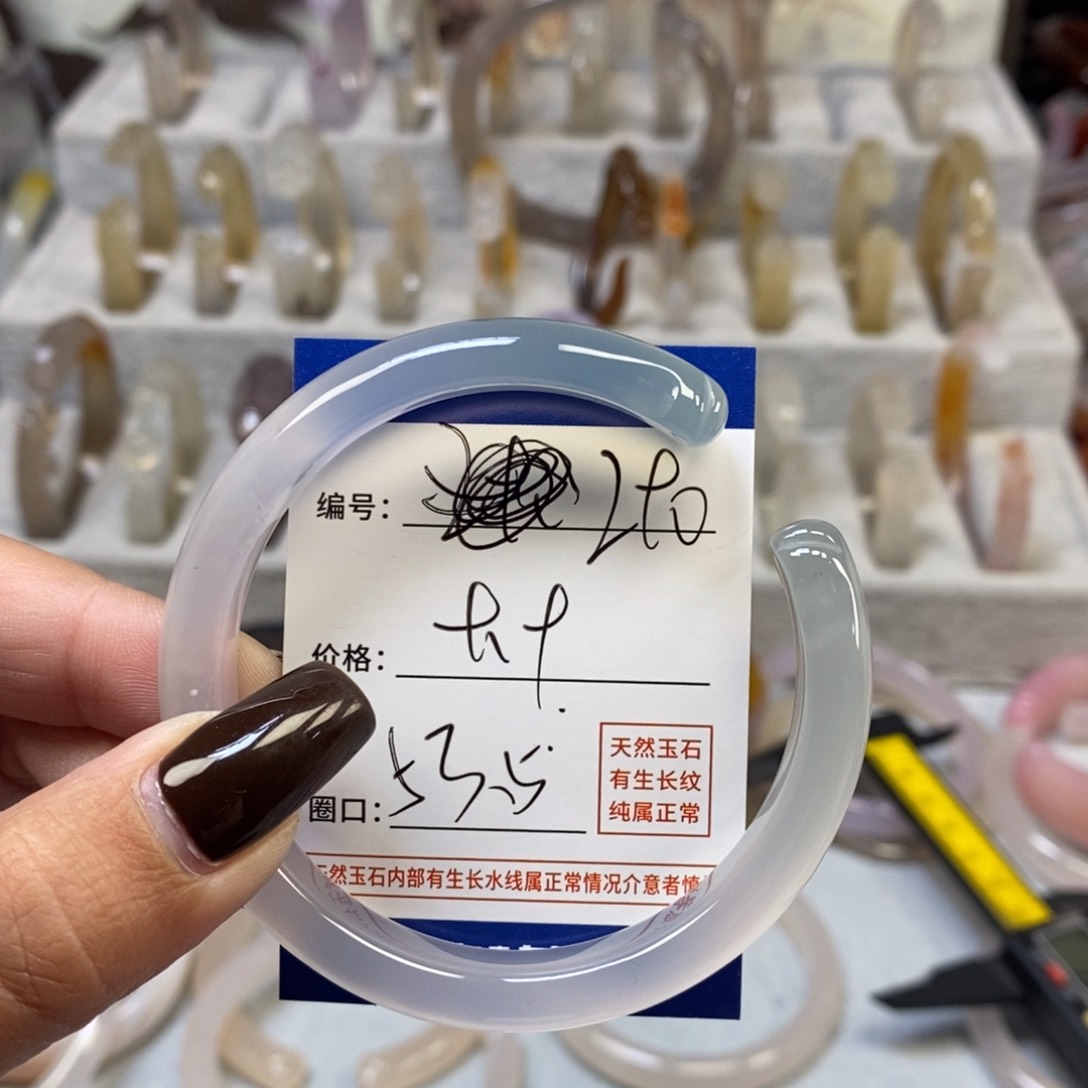 编号：
价格：
圈口：53.5
天然玉石
有生长纹
纯属正常
天然玉石内部有生长水线属正常情况介意者慎